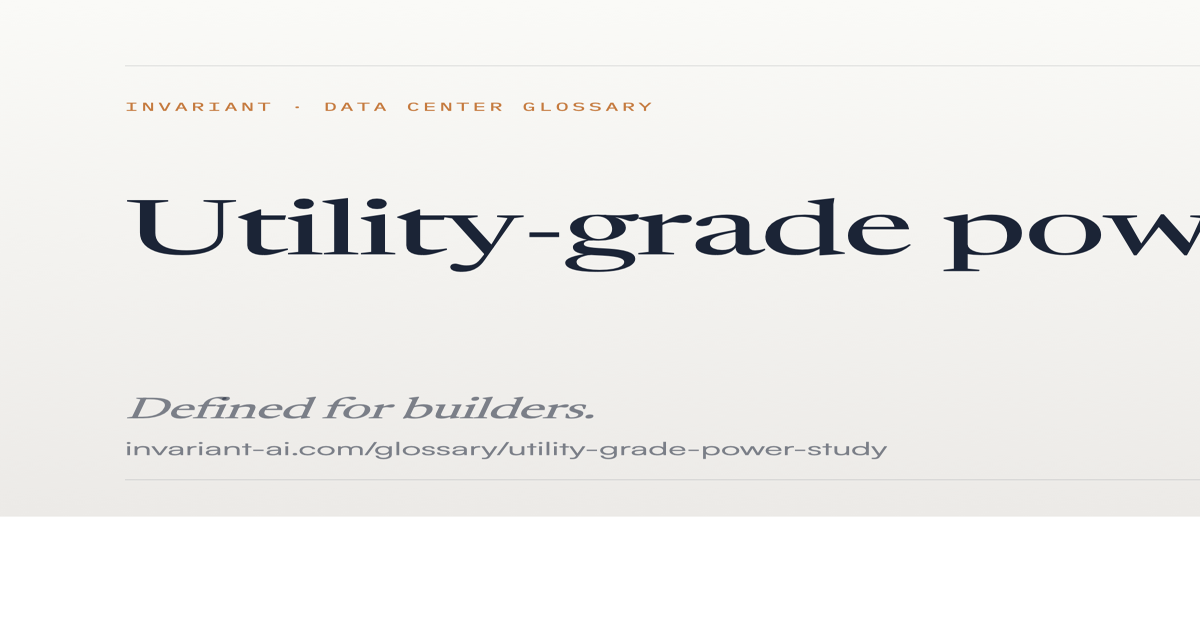 INVARIANT · DATA CENTER GLOSSARY
Utility-grade pow
Defined for builders.
invariant-ai.com/glossary/utility-grade-power-study